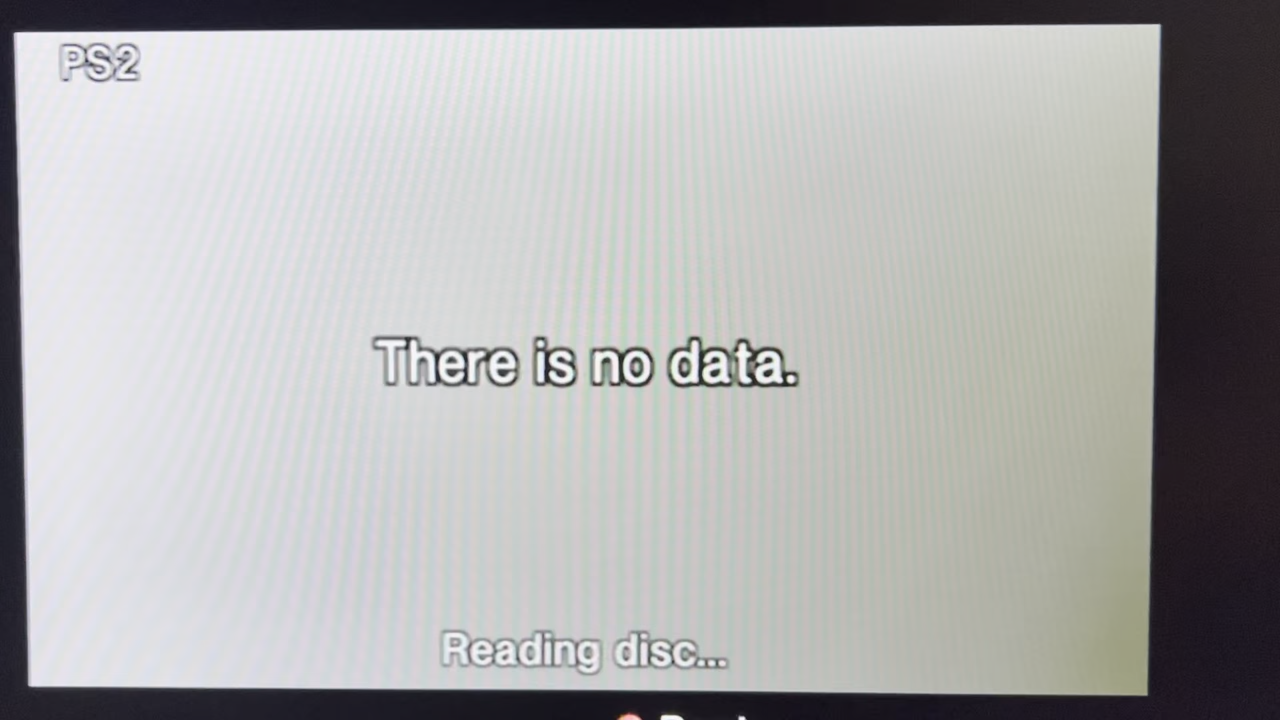 PS2
There is no data.
Reading disc...